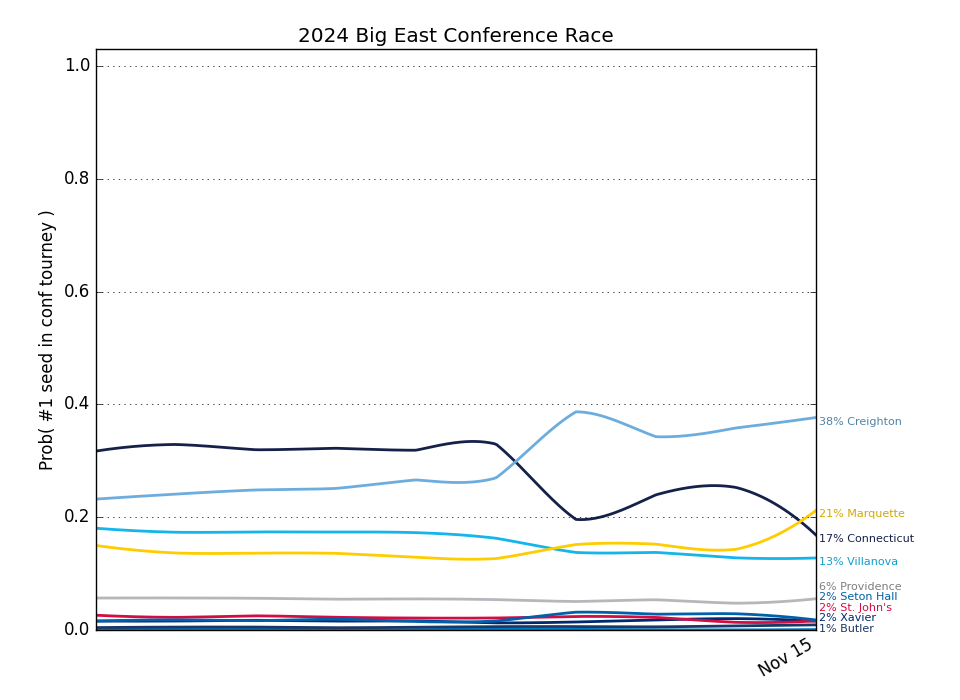 2024 Big East Conference Race
Prob( #1 seed in conf tourney )
1.0
0.8
0.6
0.4
0.2
0.0
38% Creighton
21% Marquette
17% Connecticut
13% Villanova
6% Providence
2% Seton Hall
2% St. John's
2% Xavier
1% Butler
Nov 15